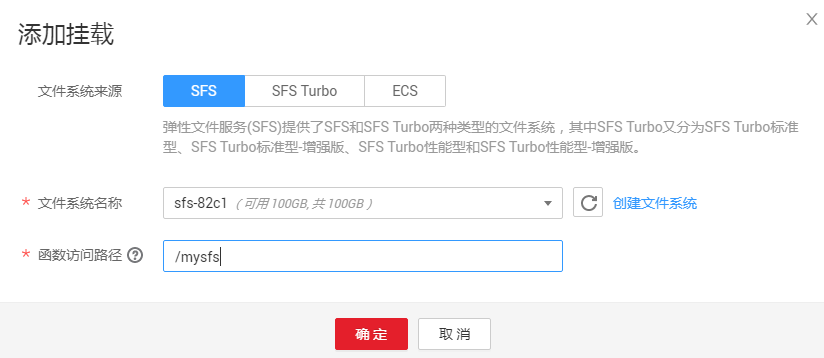 添加挂载
文件系统来源 SFS SFS Turbo ECS
弹性文件服务(SFS)提供了SFS和SFS Turbo两种类型的文件系统，其中SFS Turbo又分为SFS Turbo标准
型、SFS Turbo标准型-增强版、SFS Turbo性能型和SFS Turbo性能型-增强版。
* 文件系统名称 sfs-82c1（可用 100GB, 共 100GB） 创建文件系统
* 函数访问路径 ? /mysfs
确定 取消